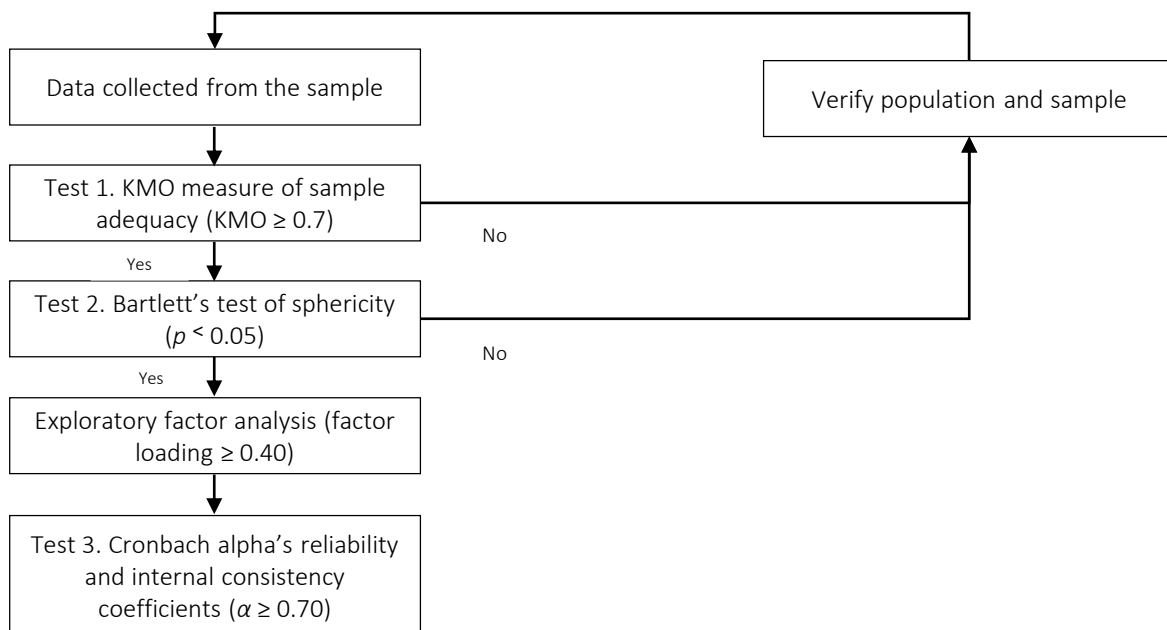 Data collected from the sample
Verify population and sample
Test 1. KMO measure of sample
adequacy (KMO ≥ 0.7)
No
Yes
Test 2. Bartlett’s test of sphericity
(p < 0.05)
No
Yes
Exploratory factor analysis (factor
loading ≥ 0.40)
Test 3. Cronbach alpha’s reliability
and internal consistency
coefficients (α ≥ 0.70)